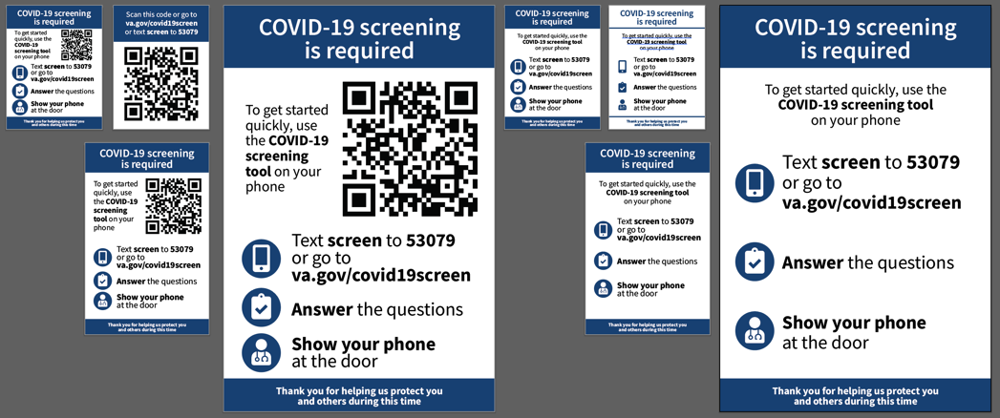 COVID-19 screening
is required
To get started
quickly, use the
COVID-19
screening tool
on your phone
Text screen to 53079
or go to
va.gov/covid19screen
Answer the questions
Show your phone
at the door
Thank you for helping us protect you
and others during this time
Scan this code or go to
va.gov/covid19screen
or text screen to 53079
COVID-19 screening
is required
To get started
quickly, use
the COVID-19
screening
tool on your
phone
Text screen to 53079
or go to
va.gov/covid19screen
Answer the questions
Show your phone
at the door
Thank you for helping us protect you
and others during this time
COVID-19 screening
is required
To get started
quickly, use
the COVID-19
screening
tool on your
phone
Text screen to 53079
or go to
va.gov/covid19screen
Answer the questions
Show your phone
at the door
Thank you for helping us protect you
and others during this time
COVID-19 screening
is required
To get started quickly, use the
COVID-19 screening tool
on your phone
Text screen to 53079
or go to
va.gov/covid19screen
Answer the questions
Show your phone
at the door
Thank you for helping us protect you
and others during this time
COVID-19 screening
is required
To get started quickly, use the
COVID-19 screening tool
on your phone
Text screen to 53079
or go to
va.gov/covid19screen
Answer the questions
Show your phone
at the door
Thank you for helping us protect you
and others during this time
COVID-19 screening
is required
To get started quickly, use the
COVID-19 screening tool
on your phone
Text screen to 53079
or go to
va.gov/covid19screen
Answer the questions
Show your phone
at the door
Thank you for helping us protect you
and others during this time
COVID-19 screening
is required
To get started quickly, use the
COVID-19 screening tool
on your phone
Text screen to 53079
or go to
va.gov/covid19screen
Answer the questions
Show your phone
at the door
Thank you for helping us protect you
and others during this time